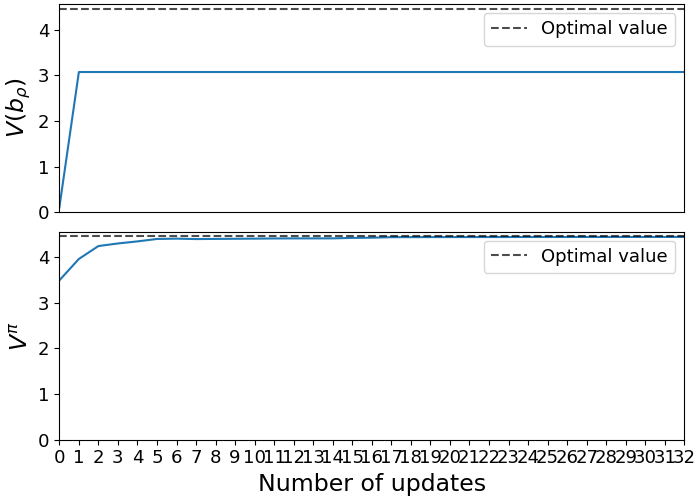 4
3
2
1
0
V(b_ρ)
Optimal value
4
3
2
1
0
V^π
Optimal value
0 1 2 3 4 5 6 7 8 9 10 11 12 13 14 15 16 17 18 19 20 21 22 23 24 25 26 27 28 29 30 31 32
Number of updates